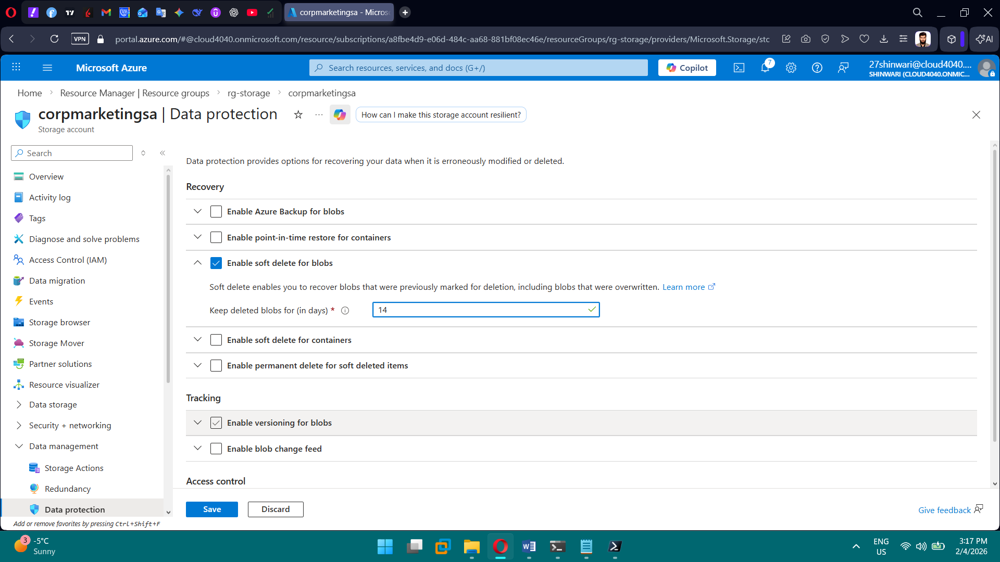 corpmarketingsa - Micros
VPN
portal.azure.com/#@cloud4040.onmicrosoft.com/resource/subscriptions/a8fbe4d9-e06d-484c-aa68-881bf08ec46e/resourceGroups/rg-storage/providers/Microsoft.Storage/stc
AI
Microsoft Azure
Search resources, services, and docs (G+/)
Copilot
7
27shinwari@cloud4040....
SHINWARI (CLOUD4040.ONMIC...
Home
Resource Manager | Resource groups
rg-storage
corpmarketingsa
corpmarketingsa | Data protection
How can I make this storage account resilient?
Storage account
Search
Overview
Activity log
Tags
Diagnose and solve problems
Access Control (IAM)
Data migration
Events
Storage browser
Storage Mover
Partner solutions
Resource visualizer
Data storage
Security + networking
Data management
Storage Actions
Redundancy
Data protection
Add or remove favorites by pressing Ctrl+Shift+F
Data protection provides options for recovering your data when it is erroneously modified or deleted.
Recovery
Enable Azure Backup for blobs
Enable point-in-time restore for containers
Enable soft delete for blobs
Soft delete enables you to recover blobs that were previously marked for deletion, including blobs that were overwritten. Learn more
Keep deleted blobs for (in days) *
14
Enable soft delete for containers
Enable permanent delete for soft deleted items
Tracking
Enable versioning for blobs
Enable blob change feed
Access control
Save
Discard
Give feedback
3
-5°C
Sunny
ENG
US
3:17 PM
2/4/2026